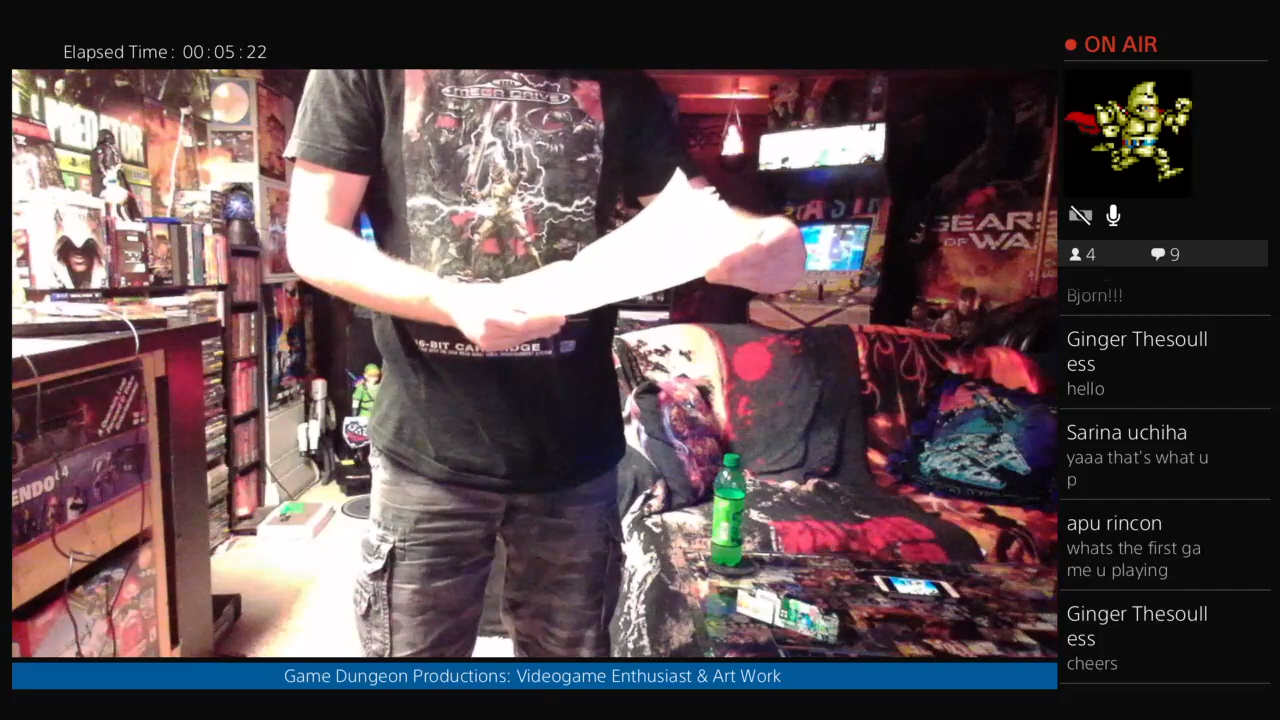 Elapsed Time: 00:05:22
ON AIR
4 9
Bjorn!!!
Ginger Thesoull
ess
hello
Sarina uchiha
yaaa that's what u
p
apu rincon
whats the first ga
me u playing
Ginger Thesoull
ess
cheers
PREDATOR
MEGA DRIVE
16-BIT CARTRIDGE
GEARS
OF WA
Game Dungeon Productions: Videogame Enthusiast & Art Work